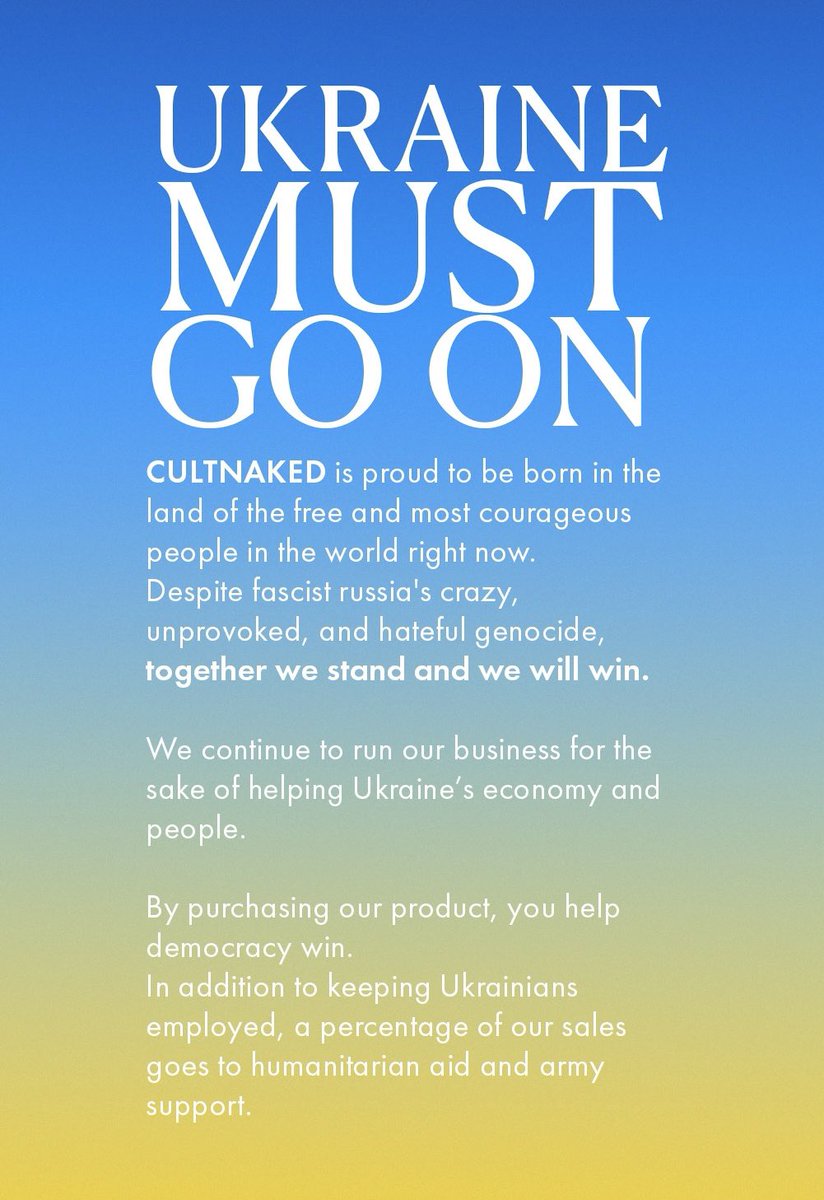 UKRAINE
MUST
GO ON
CULTNAKED is proud to be born in the
land of the free and most courageous
people in the world right now.
Despite fascist russia's crazy,
unprovoked, and hateful genocide,
together we stand and we will win.
We continue to run our business for the
sake of helping Ukraine’s economy and
people.
By purchasing our product, you help
democracy win.
In addition to keeping Ukrainians
employed, a percentage of our sales
goes to humanitarian aid and army
support.